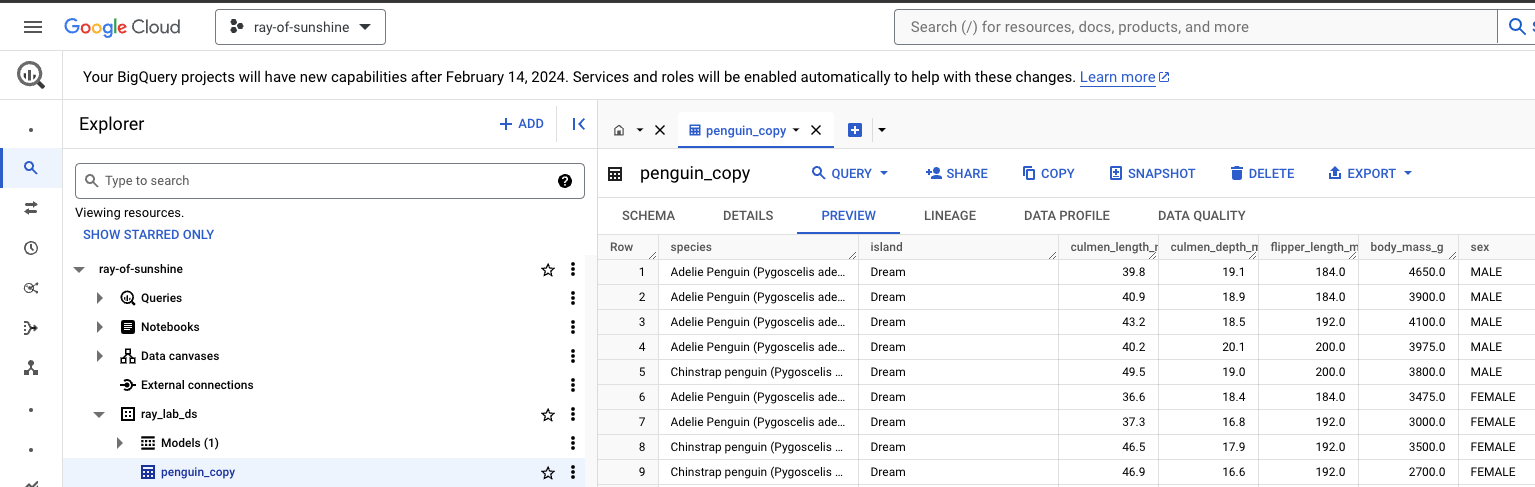 Google Cloud ray-of-sunshine Search (/) for resources, docs, products, and more
Your BigQuery projects will have new capabilities after February 14, 2024. Services and roles will be enabled automatically to help with these changes. Learn more
Explorer + ADD
Type to search
Viewing resources.
SHOW STARRED ONLY
ray-of-sunshine
Queries
Notebooks
Data canvases
External connections
ray_lab_ds
Models (1)
penguin_copy
penguin_copy
penguin_copy QUERY SHARE COPY SNAPSHOT DELETE EXPORT
SCHEMA DETAILS PREVIEW LINEAGE DATA PROFILE DATA QUALITY
Row species island culmen_length_m culmen_depth_m flipper_length_m body_mass_g sex
1 Adelie Penguin (Pygoscelis ade... Dream 39.8 19.1 184.0 4650.0 MALE
2 Adelie Penguin (Pygoscelis ade... Dream 40.9 18.9 184.0 3900.0 MALE
3 Adelie Penguin (Pygoscelis ade... Dream 43.2 18.5 192.0 4100.0 MALE
4 Adelie Penguin (Pygoscelis ade... Dream 40.2 20.1 200.0 3975.0 MALE
5 Chinstrap penguin (Pygoscelis ... Dream 49.5 19.0 200.0 3800.0 MALE
6 Adelie Penguin (Pygoscelis ade... Dream 36.6 18.4 184.0 3475.0 FEMALE
7 Adelie Penguin (Pygoscelis ade... Dream 37.3 16.8 192.0 3000.0 FEMALE
8 Chinstrap penguin (Pygoscelis ... Dream 46.5 17.9 192.0 3500.0 FEMALE
9 Chinstrap penguin (Pygoscelis ... Dream 46.9 16.6 192.0 2700.0 FEMALE